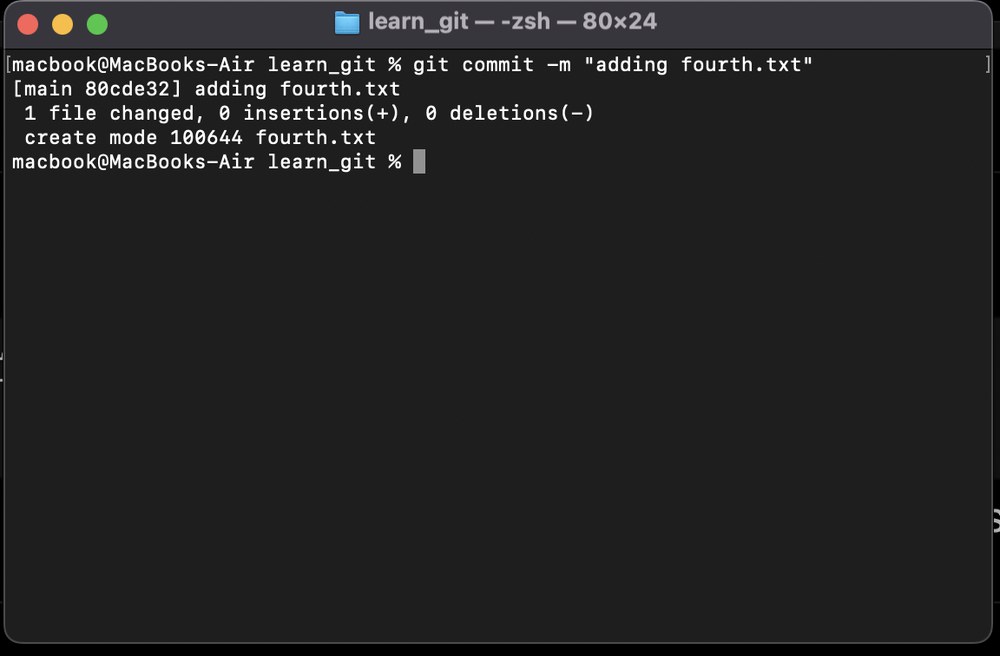 learn_git — -zsh — 80×24
[macbook@MacBooks-Air learn_git % git commit -m "adding fourth.txt" ]
[main 80cde32] adding fourth.txt
 1 file changed, 0 insertions(+), 0 deletions(-)
 create mode 100644 fourth.txt
macbook@MacBooks-Air learn_git %